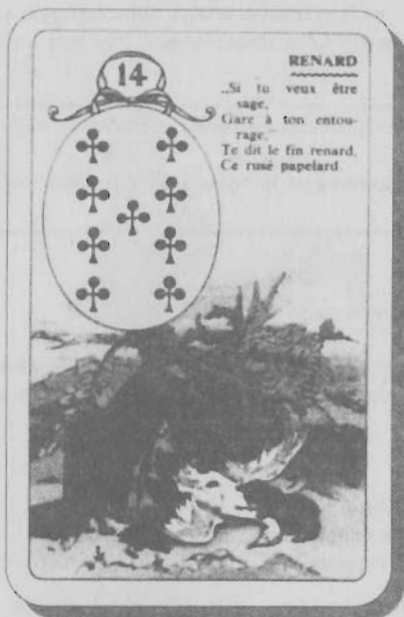 14
RENARD
„Si tu veux être
sage,
Gare à ton entou-
rage,"
Te dit le fin renard,
Ce rusé papelard